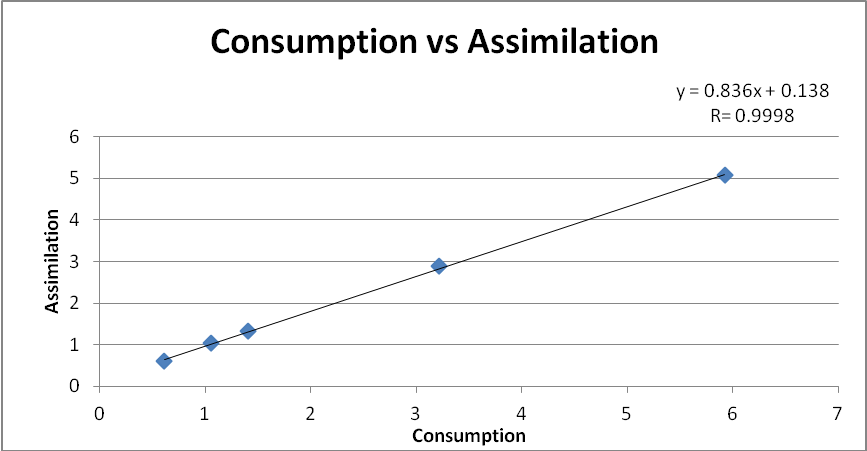 Consumption vs Assimilation
y = 0.836x + 0.138
R= 0.9998
6
5
4
3
2
1
0
Assimilation
0 1 2 3 4 5 6 7
Consumption